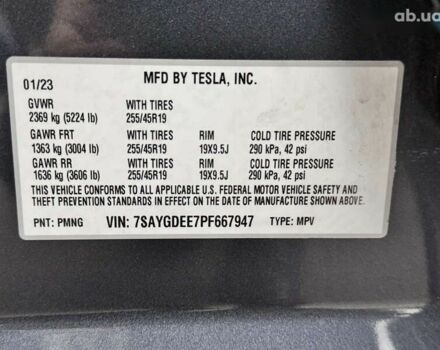 ab.ua
MFD BY TESLA, INC.
01/23
GVWR WITH TIRES
2369 kg (5224 lb) 255/45R19
GAWR FRT WITH TIRES RIM COLD TIRE PRESSURE
1363 kg (3004 lb) 255/45R19 19X9.5J 290 kPa, 42 psi
GAWR RR WITH TIRES RIM COLD TIRE PRESSURE
1636 kg (3606 lb) 255/45R19 19X9.5J 290 kPa, 42 psi
THIS VEHICLE CONFORMS TO ALL APPLICABLE U.S. FEDERAL MOTOR VEHICLE SAFETY AND
THEFT PREVENTION STANDARDS IN EFFECT ON THE DATE OF MANUFACTURE SHOWN ABOVE.
PNT: PMNG VIN: 7SAYGDEE7PF667947 TYPE: MPV